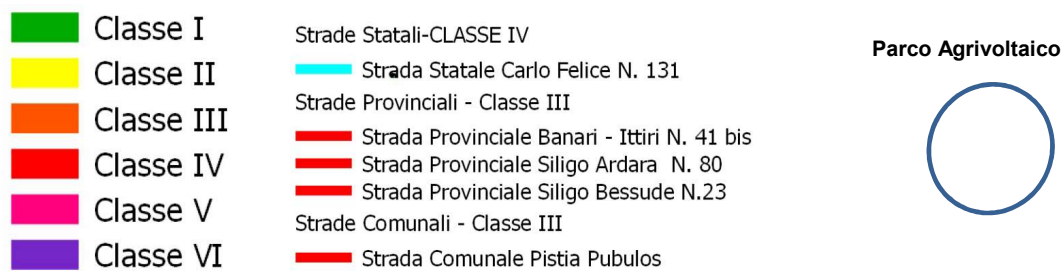 Classe I
Classe II
Classe III
Classe IV
Classe V
Classe VI
Strade Statali-CLASSE IV
Strada Statale Carlo Felice N. 131
Strade Provinciali - Classe III
Strada Provinciale Banari - Ittiri N. 41 bis
Strada Provinciale Siligo Ardara N. 80
Strada Provinciale Siligo Bessude N.23
Strade Comunali - Classe III
Strada Comunale Pistia Pubulos
Parco Agrivoltaico